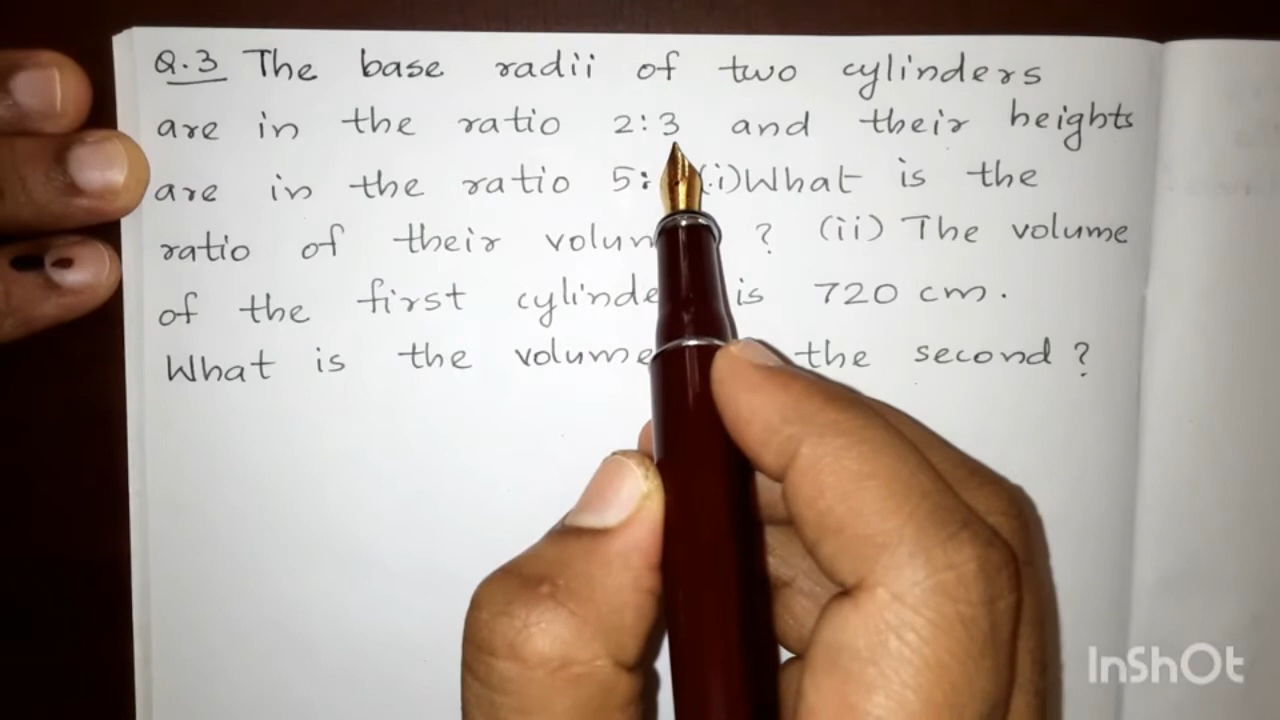 Q.3 The base radii of two cylinders
are in the ratio 2:3 and their heights
are in the ratio 5: (i) What is the
ratio of their ? (ii) The volume
of the first is 720 cm.
What is the volume the second ?
InShOt